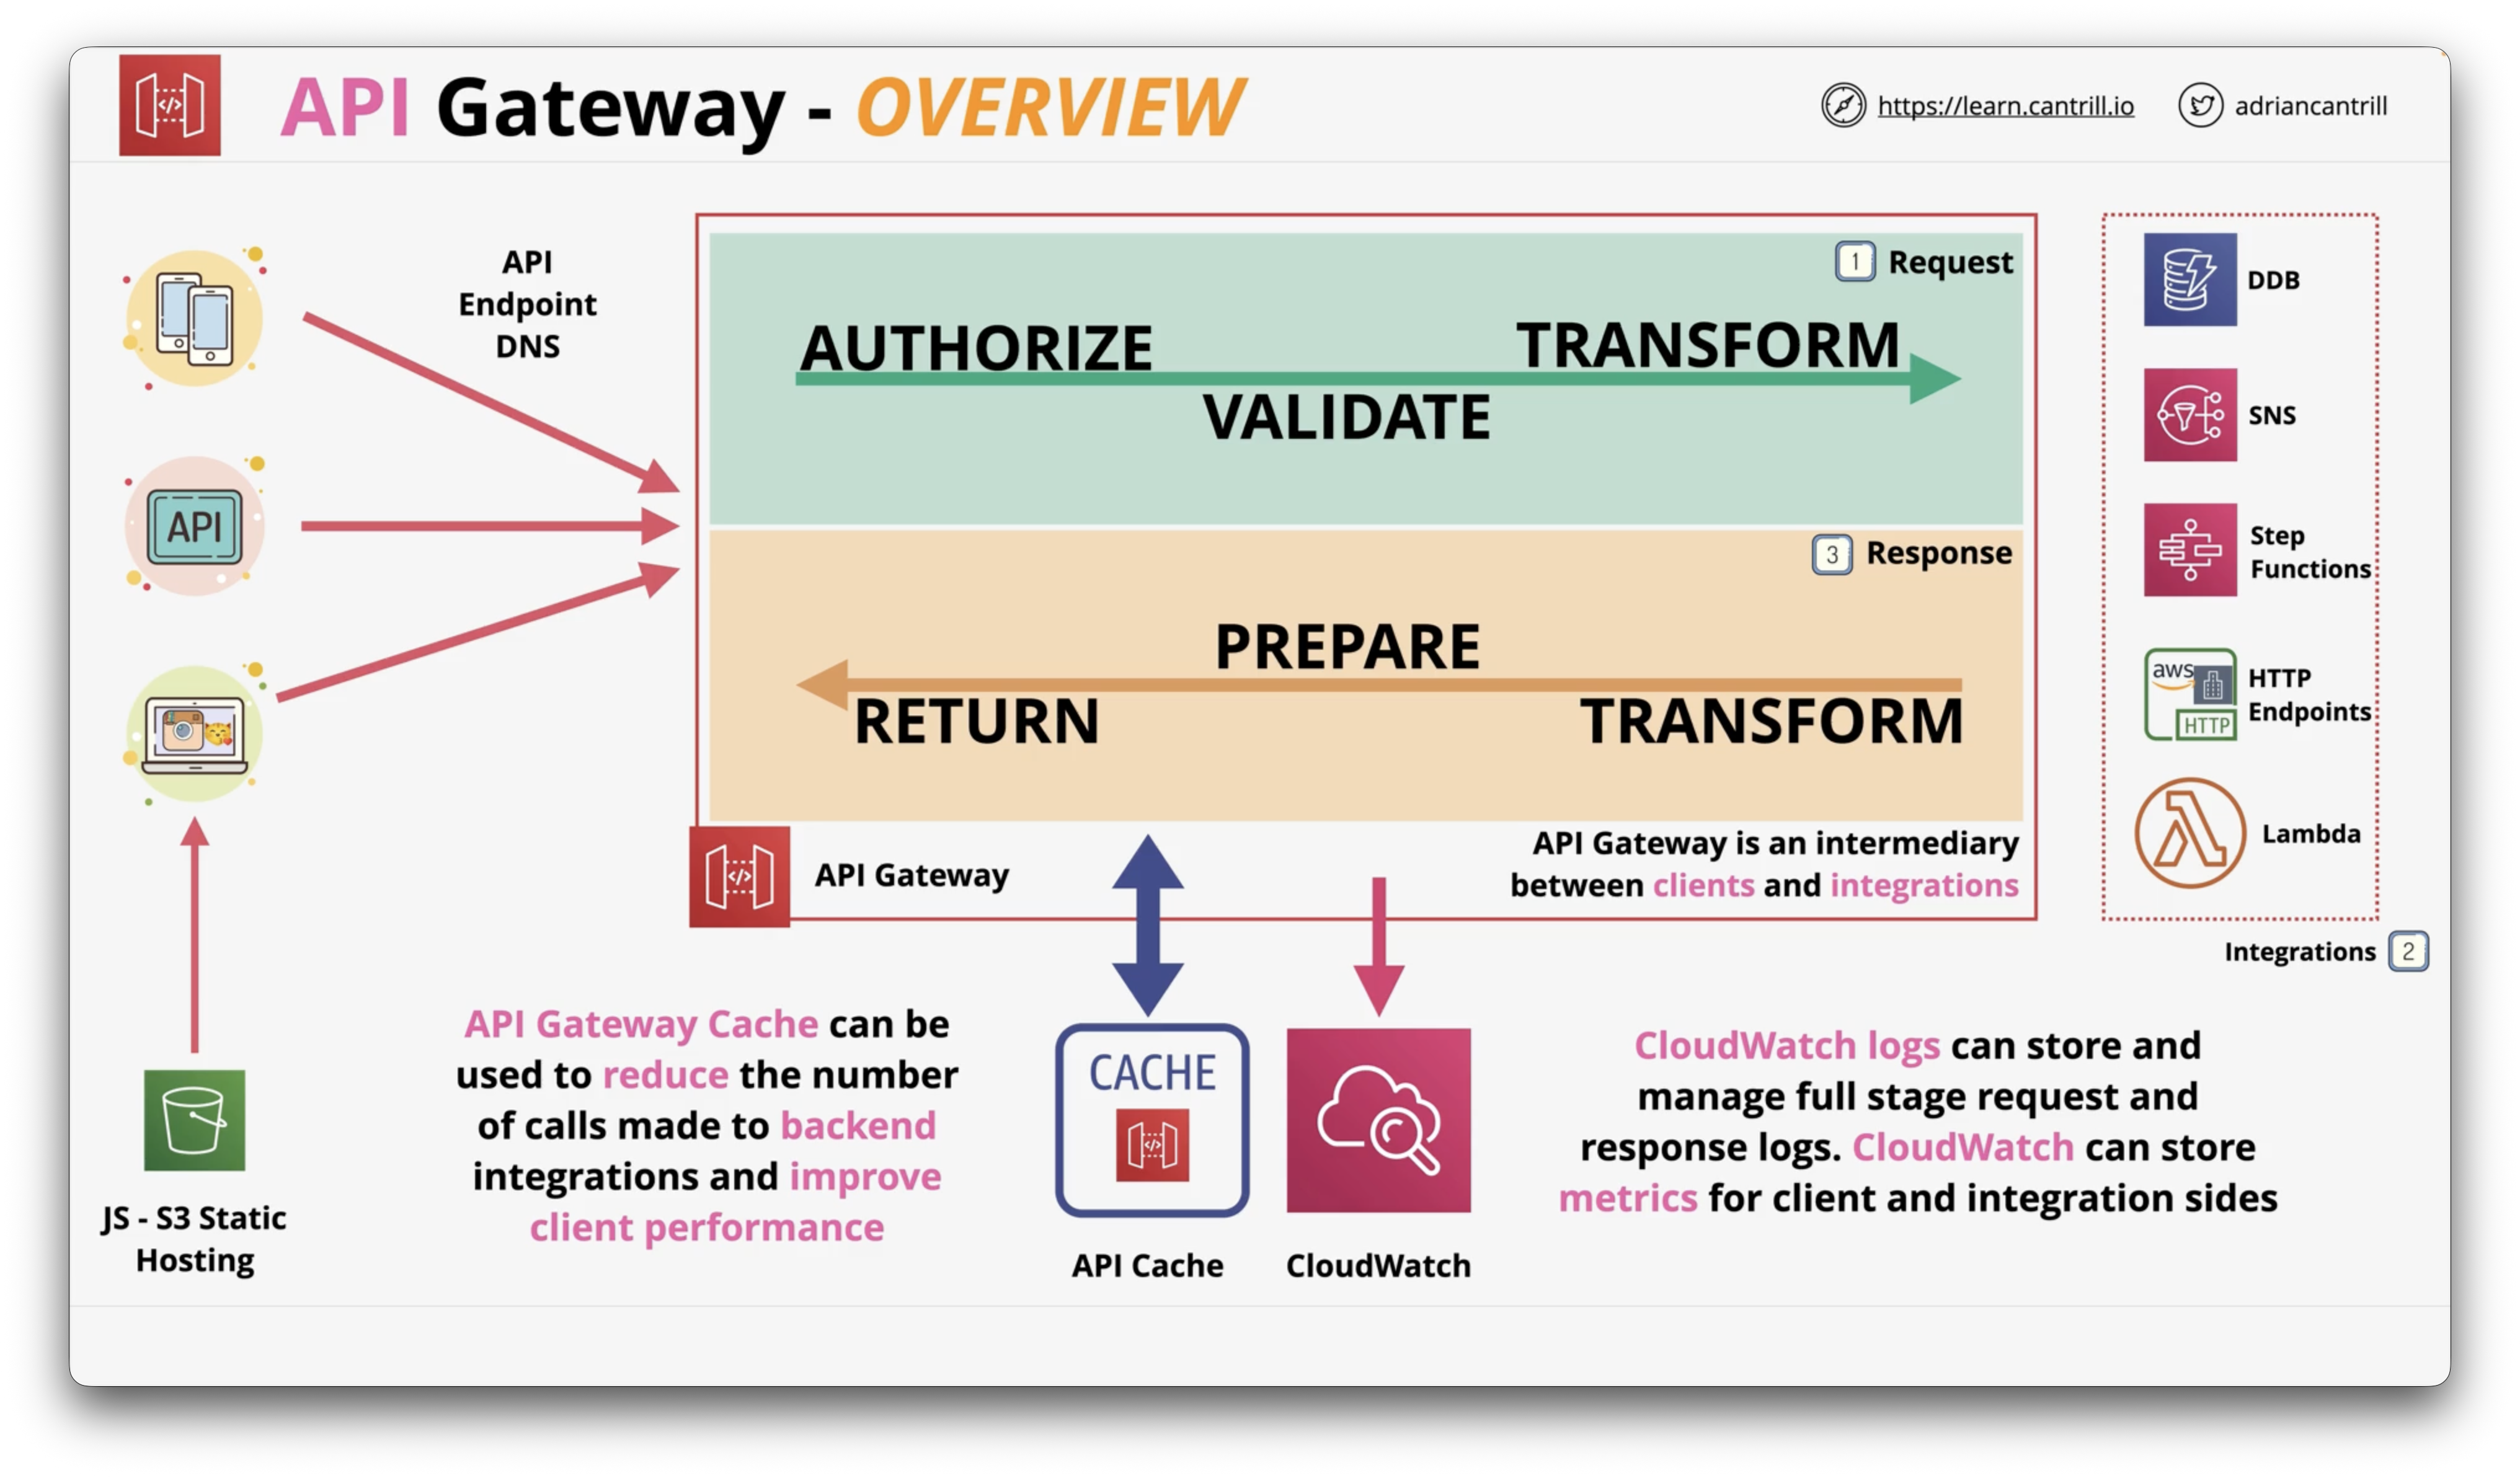 API Gateway - OVERVIEW
https://learn.cantrill.io
adriancantrill
API
Endpoint
DNS
API
JS - S3 Static
Hosting
1 Request
AUTHORIZE
TRANSFORM
VALIDATE
3 Response
PREPARE
RETURN
TRANSFORM
API Gateway
API Gateway is an intermediary
between clients and integrations
DDB
SNS
Step
Functions
aws
HTTP
HTTP
Endpoints
Lambda
Integrations 2
API Gateway Cache can be
used to reduce the number
of calls made to backend
integrations and improve
client performance
CACHE
API Cache
CloudWatch
CloudWatch logs can store and
manage full stage request and
response logs. CloudWatch can store
metrics for client and integration sides